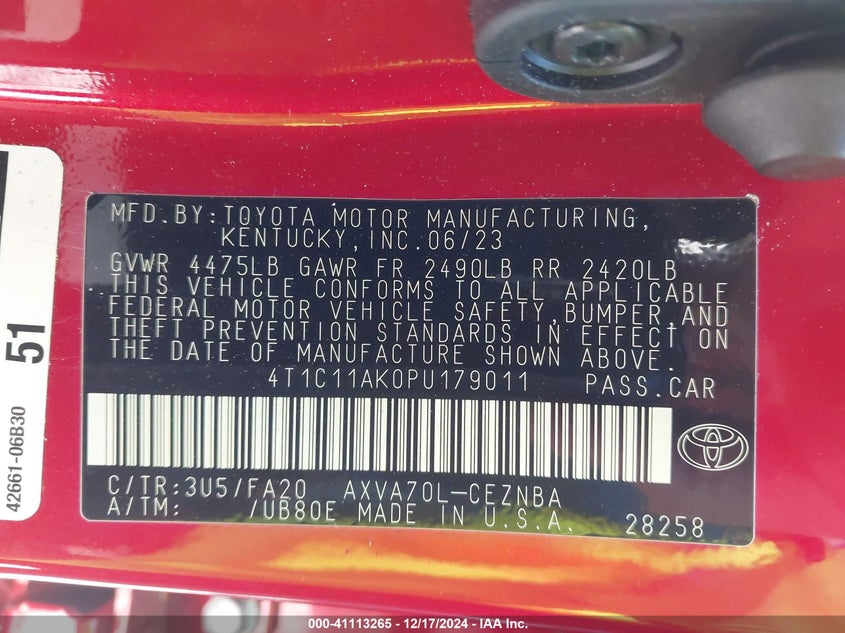 MFD.BY:TOYOTA MOTOR MANUFACTURING,
KENTUCKY,INC.06/23
GVWR 4475LB GAWR FR 2490LB RR 2420LB
THIS VEHICLE CONFORMS TO ALL APPLICABLE
FEDERAL MOTOR VEHICLE SAFETY,BUMPER,AND
THEFT PREVENTION STANDARDS IN EFFECT ON
THE DATE OF MANUFACTURE SHOWN ABOVE.
4T1C11AK0PU179011 PASS.CAR
C/TR:3U5/FA20 AXVA70L-CEZNBA
A/TM: /UB80E MADE IN U.S.A. 28258
51
42661-06B30
000-41113265 - 12/17/2024 - IAA Inc.